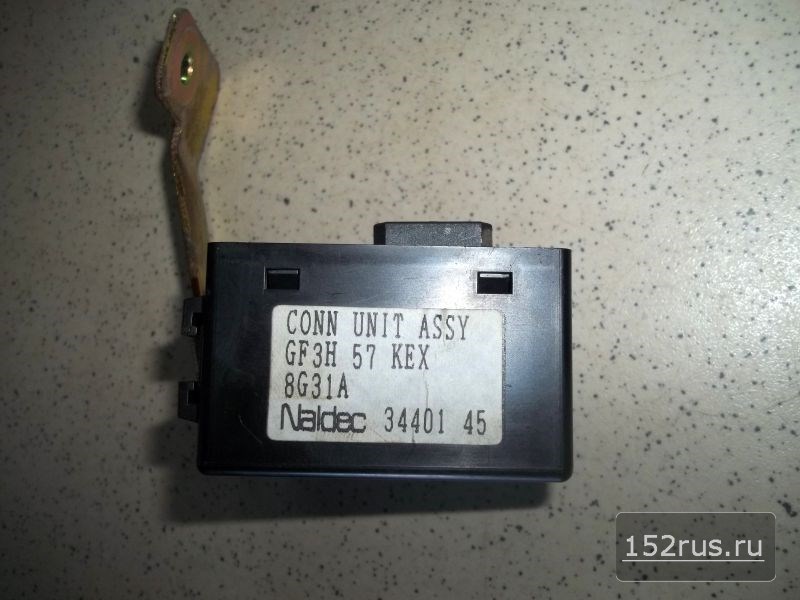 CONN UNIT ASSY
GF3H 57 KEX
8G31A
Naldec 34401 45
152rus.ru